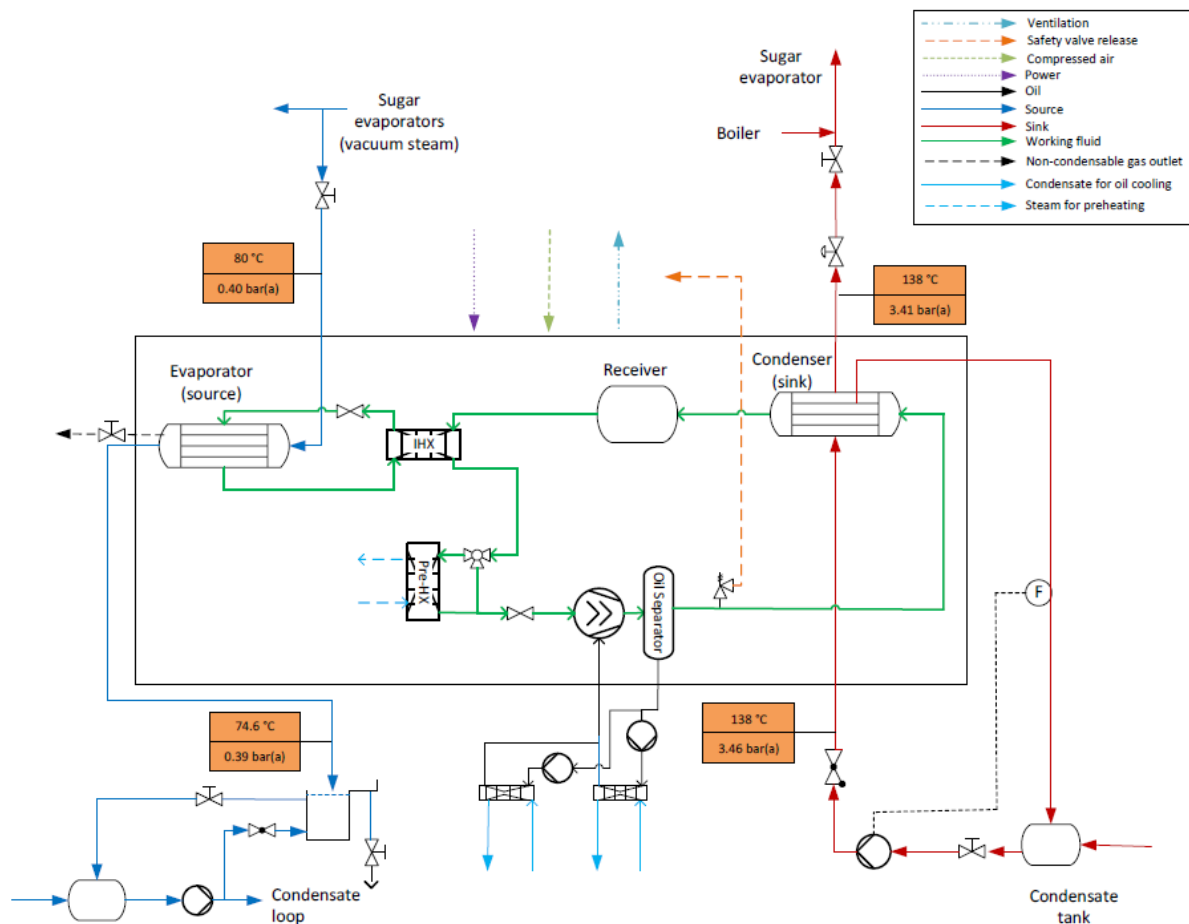 Ventilation
Safety valve release
Compressed air
Power
Oil
Source
Sink
Working fluid
Non-condensable gas outlet
Condensate for oil cooling
Steam for preheating
Sugar
evaporator
Boiler
Sugar
evaporators
(vacuum steam)
80 °C
0.40 bar(a)
138 °C
3.41 bar(a)
Evaporator
(source)
Receiver
Condenser
(sink)
IHX
Pre-HX
Oil Separator
F
74.6 °C
0.39 bar(a)
138 °C
3.46 bar(a)
Condensate
loop
Condensate
tank